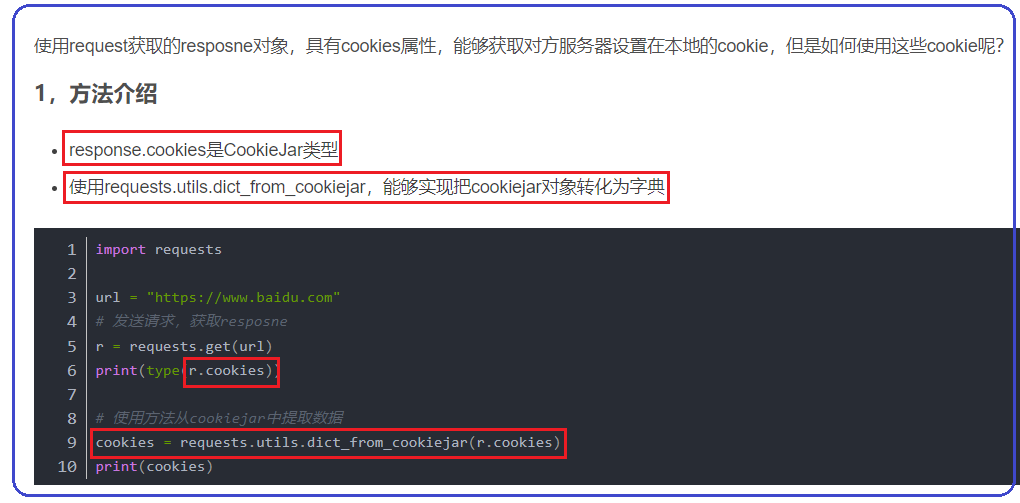 使用request获取的resposne对象，具有cookies属性，能够获取对方服务器设置在本地的cookie，但是如何使用这些cookie呢？
1，方法介绍
• response.cookies是CookieJar类型
• 使用requests.utils.dict_from_cookiejar，能够实现把cookiejar对象转化为字典
1 import requests
2
3 url = "https://www.baidu.com"
4 # 发送请求，获取resposne
5 r = requests.get(url)
6 print(type(r.cookies))
7
8 # 使用方法从cookiejar中提取数据
9 cookies = requests.utils.dict_from_cookiejar(r.cookies)
10 print(cookies)